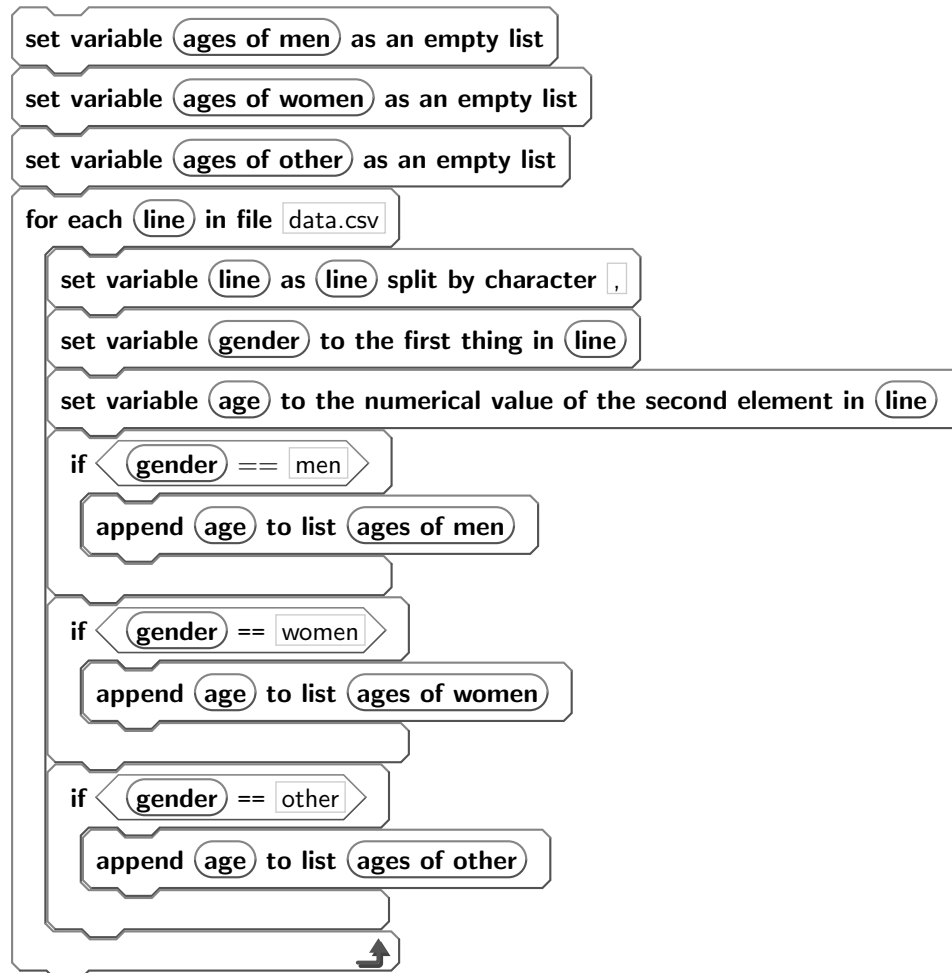 set variable ages of men as an empty list
set variable ages of women as an empty list
set variable ages of other as an empty list
for each line in file data.csv
set variable line as line split by character ,
set variable gender to the first thing in line
set variable age to the numerical value of the second element in line
if gender == men
append age to list ages of men
if gender == women
append age to list ages of women
if gender == other
append age to list ages of other